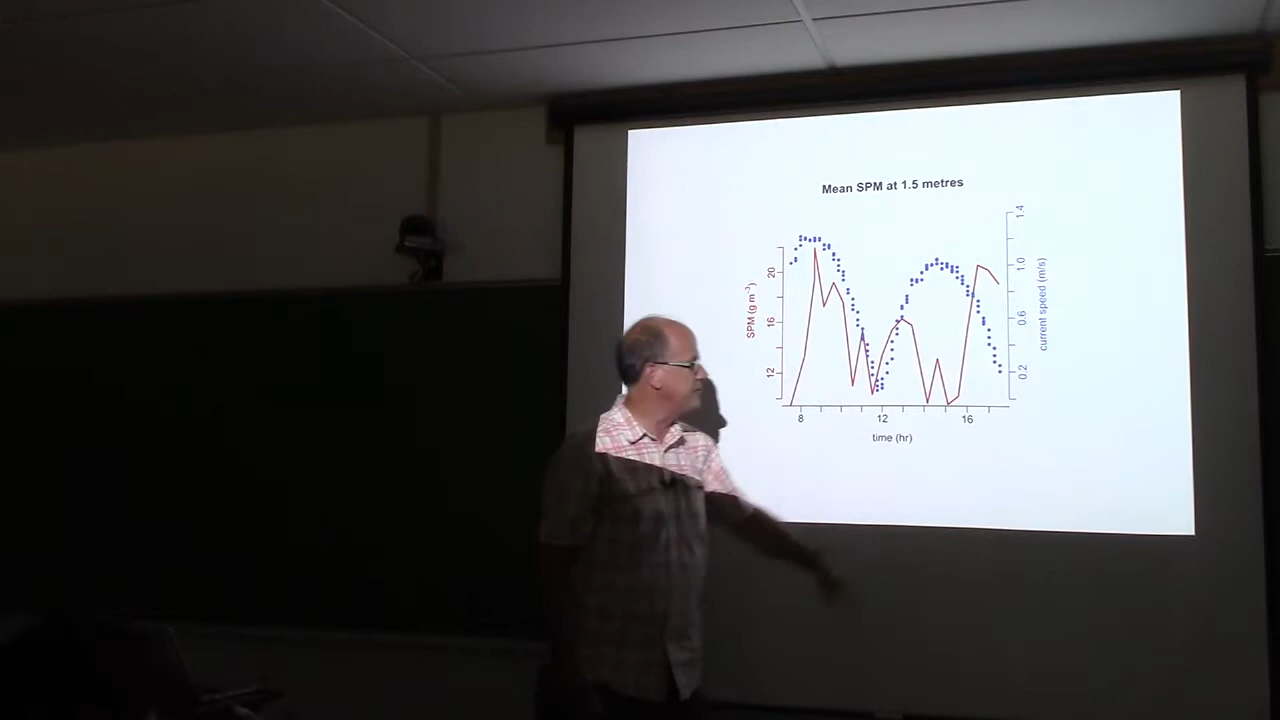 Mean SPM at 1.5 metres
SPM (g m⁻³)
20
16
12
1.4
1.0
0.6
0.2
current speed (m/s)
8
12
16
time (hr)